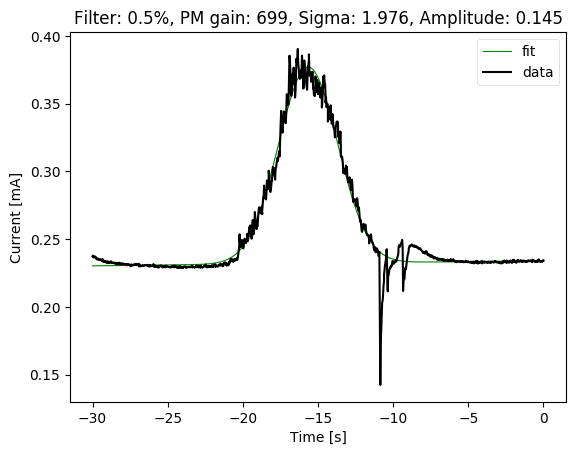 Filter: 0.5%, PM gain: 699, Sigma: 1.976, Amplitude: 0.145
0.40
fit
data
0.35
0.30
Current [mA]
0.25
0.20
0.15
−30 −25 −20 −15 −10 −5 0
Time [s]